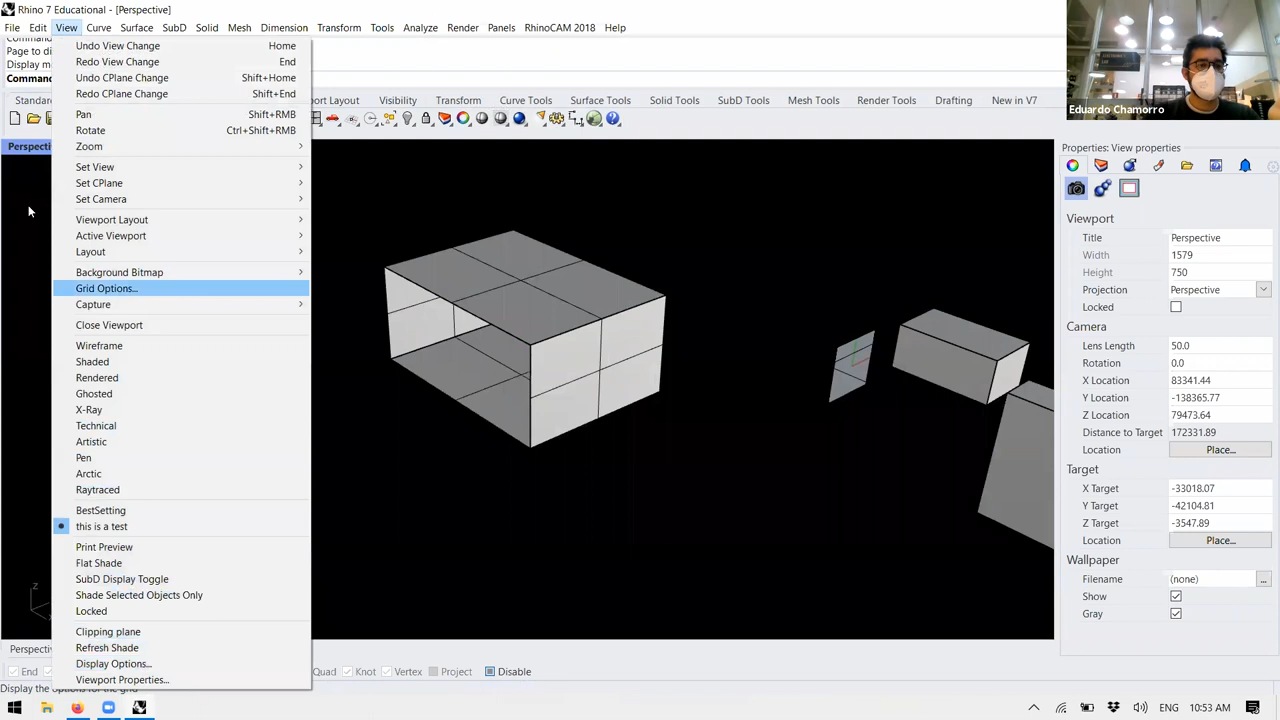 Rhino 7 Educational - [Perspective]
File Edit View Curve Surface SubD Solid Mesh Dimension Transform Tools Analyze Render Panels RhinoCAM 2018 Help
Page to di
Display m
Comman
Standar
port Layout Visibility Transform Curve Tools Surface Tools Solid Tools SubD Tools Mesh Tools Render Tools Drafting New in V7
Perspecti
Undo View Change Home
Redo View Change End
Undo CPlane Change Shift+Home
Redo CPlane Change Shift+End
Pan Shift+RMB
Rotate Ctrl+Shift+RMB
Zoom
Set View
Set CPlane
Set Camera
Viewport Layout
Active Viewport
Layout
Background Bitmap
Grid Options...
Capture
Close Viewport
Wireframe
Shaded
Rendered
Ghosted
X-Ray
Technical
Artistic
Pen
Arctic
Raytraced
BestSetting
this is a test
Print Preview
Flat Shade
SubD Display Toggle
Shade Selected Objects Only
Locked
Clipping plane
Refresh Shade
Display Options...
Viewport Properties...
Z
Eduardo Chamorro
Properties: View properties
Viewport
Title Perspective
Width 1579
Height 750
Projection Perspective
Locked
Camera
Lens Length 50.0
Rotation 0.0
X Location 83341.44
Y Location -138365.77
Z Location 79473.64
Distance to Target 172331.89
Location Place...
Target
X Target -33018.07
Y Target -42104.81
Z Target -3547.89
Location Place...
Wallpaper
Filename (none) ...
Show
Gray
Perspecti
End Quad Knot Vertex Project Disable
Display the options for the grid
ENG 10:53 AM